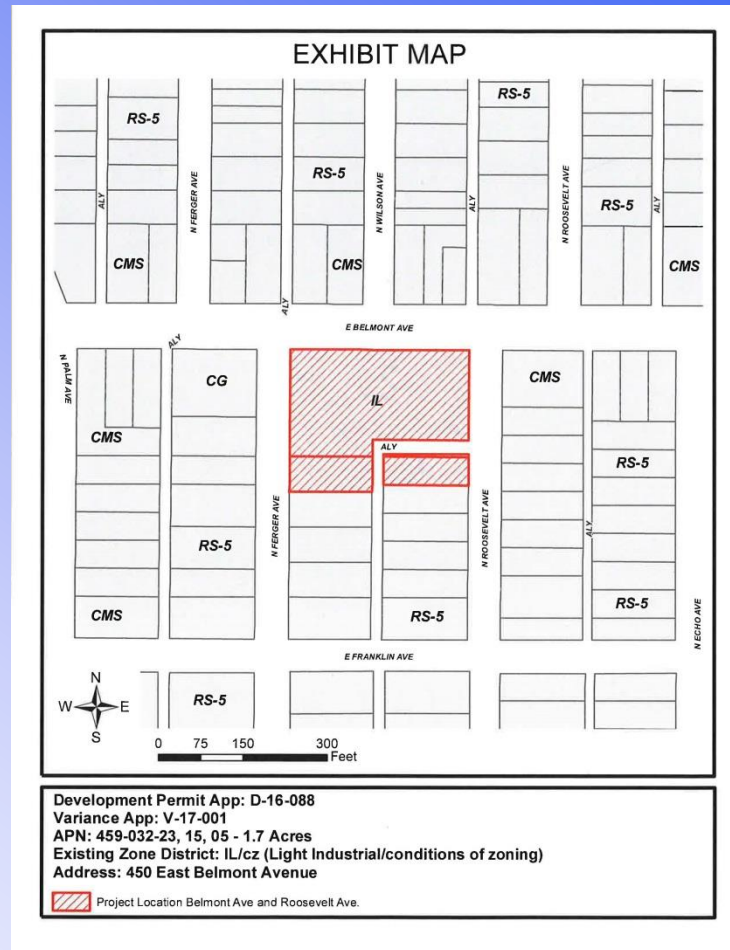 EXHIBIT MAP
RS-5
RS-5
RS-5
RS-5
ALY
N FERGER AVE
N WILSON AVE
ALY
N ROOSEVELT AVE
ALY
CMS
CMS
CMS
ALY
E BELMONT AVE
ALY
N PALM AVE
CG
IL
CMS
CMS
ALY
RS-5
N FERGER AVE
RS-5
N ROOSEVELT AVE
ALY
CMS
RS-5
RS-5
N ECHO AVE
E FRANKLIN AVE
RS-5
N
W E
S
0 75 150 300
Feet
Development Permit App: D-16-088
Variance App: V-17-001
APN: 459-032-23, 15, 05 - 1.7 Acres
Existing Zone District: IL/cz (Light Industrial/conditions of zoning)
Address: 450 East Belmont Avenue
Project Location Belmont Ave and Roosevelt Ave.